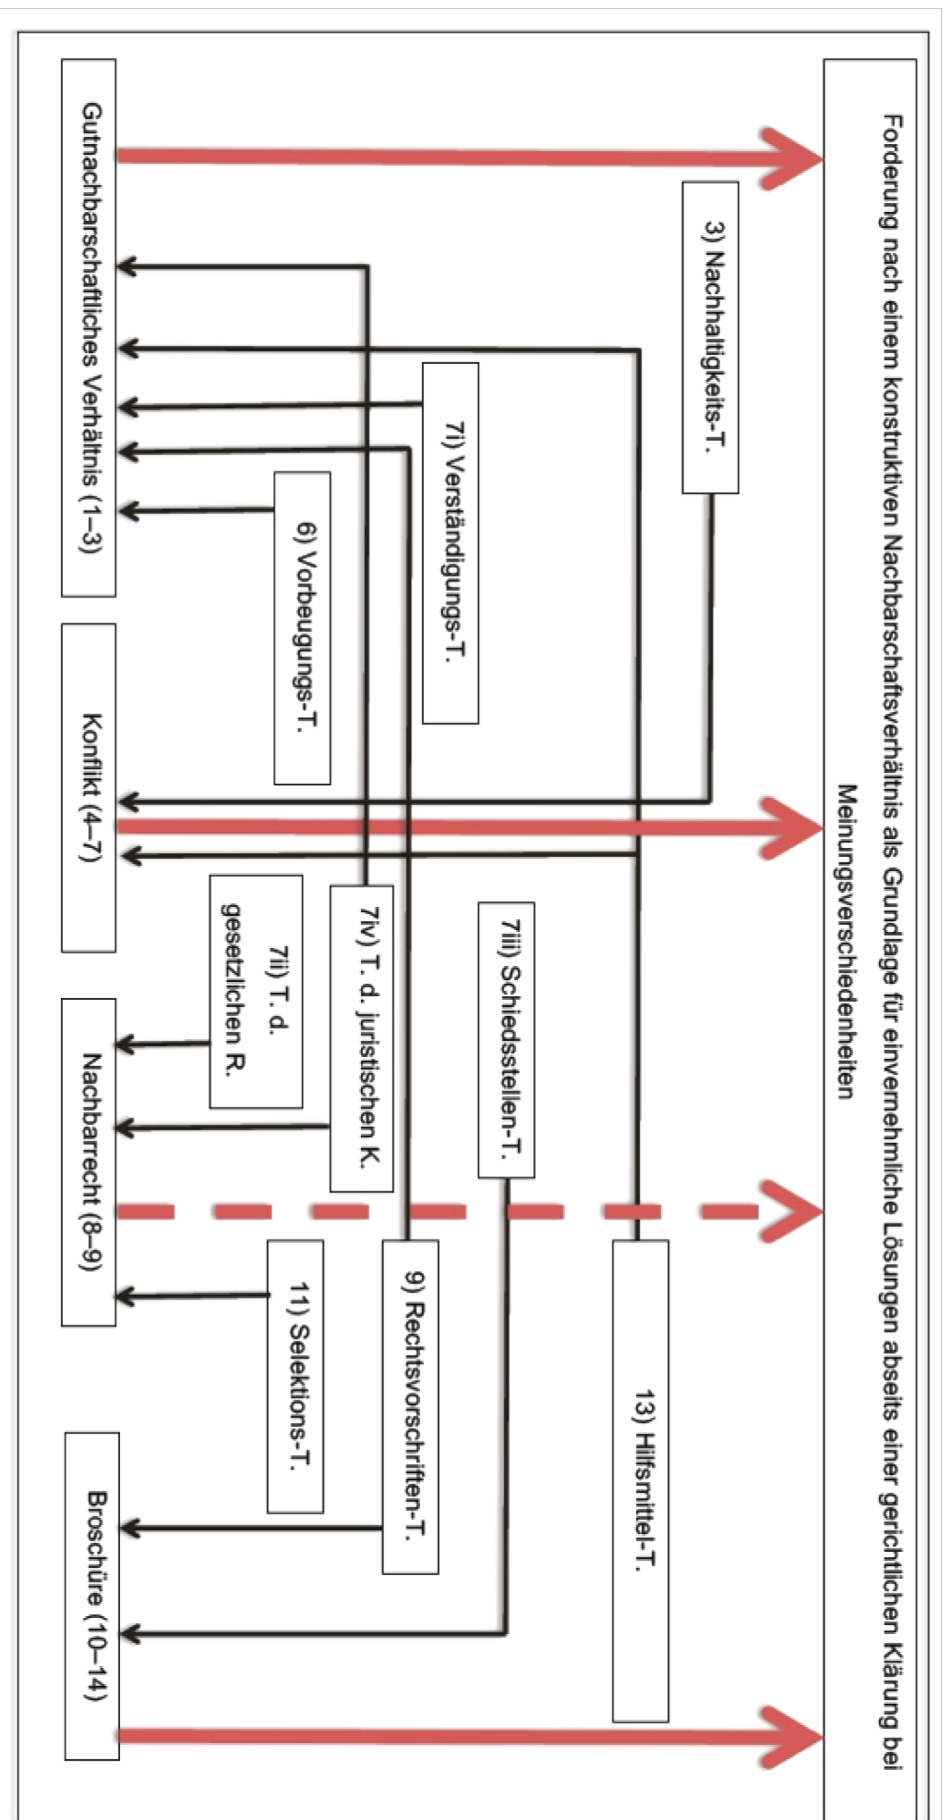 Forderung nach einem konstruktiven Nachbarschaftsverhältnis als Grundlage für einvernehmliche Lösungen abseits einer gerichtlichen Klärung bei
Meinungsverschiedenheiten
3) Nachhaltigkeits-T.
13) Hilfsmittel-T.
7iii) Schiedsstellen-T.
7i) Verständigungs-T.
9) Rechtsvorschriften-T.
7iv) T. d. juristischen K.
6) Vorbeugungs-T.
11) Selektions-T.
7ii) T. d.
gesetzlichen R.
Gutnachbarschaftliches Verhältnis (1–3)
Konflikt (4–7)
Nachbarrecht (8–9)
Broschüre (10–14)